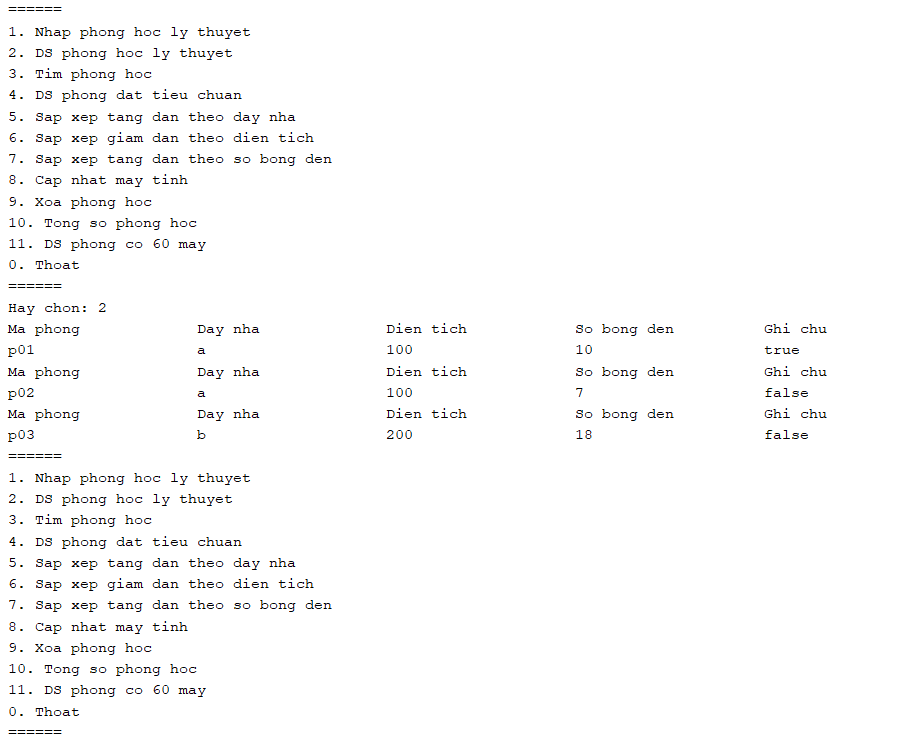 ======
1. Nhap phong hoc ly thuyet
2. DS phong hoc ly thuyet
3. Tim phong hoc
4. DS phong dat tieu chuan
5. Sap xep tang dan theo day nha
6. Sap xep giam dan theo dien tich
7. Sap xep tang dan theo so bong den
8. Cap nhat may tinh
9. Xoa phong hoc
10. Tong so phong hoc
11. DS phong co 60 may
0. Thoat
======
Hay chon: 2
Ma phong Day nha Dien tich So bong den Ghi chu
p01 a 100 10 true
Ma phong Day nha Dien tich So bong den Ghi chu
p02 a 100 7 false
Ma phong Day nha Dien tich So bong den Ghi chu
p03 b 200 18 false
======
1. Nhap phong hoc ly thuyet
2. DS phong hoc ly thuyet
3. Tim phong hoc
4. DS phong dat tieu chuan
5. Sap xep tang dan theo day nha
6. Sap xep giam dan theo dien tich
7. Sap xep tang dan theo so bong den
8. Cap nhat may tinh
9. Xoa phong hoc
10. Tong so phong hoc
11. DS phong co 60 may
0. Thoat
======